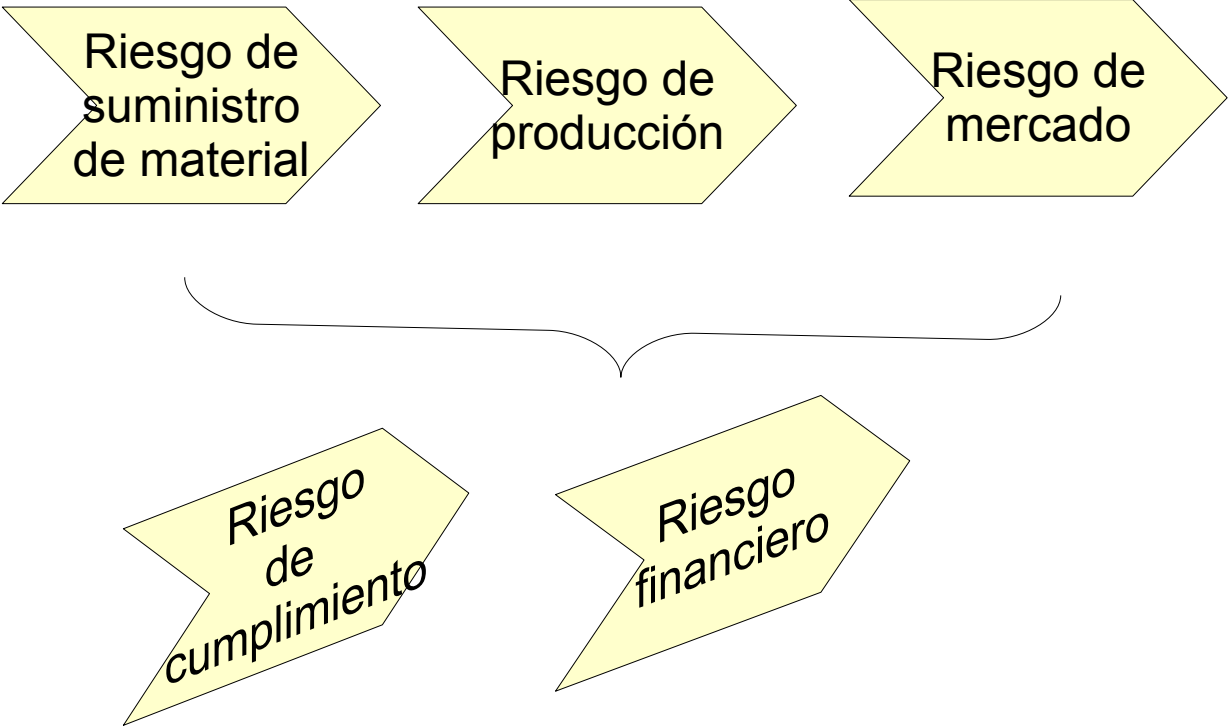 Riesgo de
suministro
de material
Riesgo de
producción
Riesgo de
mercado
Riesgo
de
cumplimiento
Riesgo
financiero